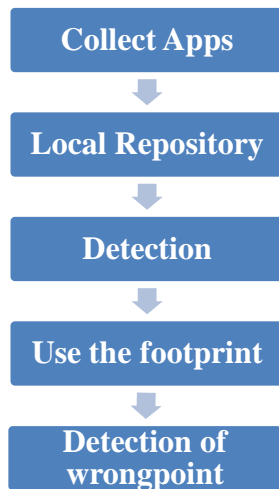 Collect Apps
Local Repository
Detection
Use the footprint
Detection of
wrongpoint